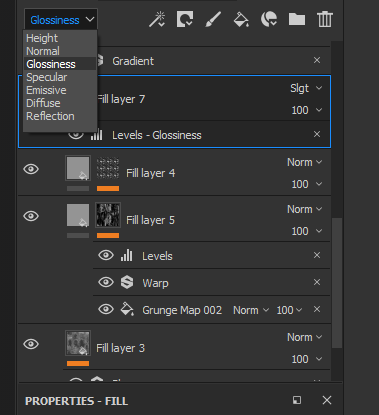 Glossiness
Height
Normal
Glossiness
Specular
Emissive
Diffuse
Reflection
Gradient
Fill layer 7
Slgt
100
Levels - Glossiness
Fill layer 4
Norm
100
Fill layer 5
Norm
100
Levels
Warp
Grunge Map 002 Norm 100
Fill layer 3
Norm
100
PROPERTIES - FILL